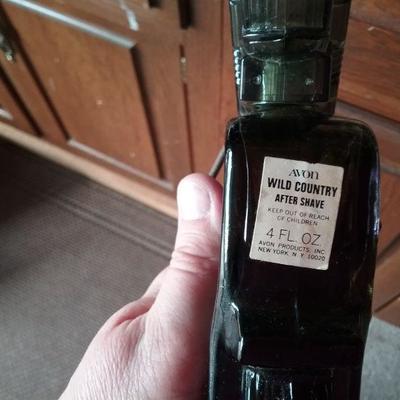 AVON
WILD COUNTRY
AFTER SHAVE
KEEP OUT OF REACH
OF CHILDREN
4 FL. OZ.
AVON PRODUCTS, INC.
NEW YORK, N.Y. 10020